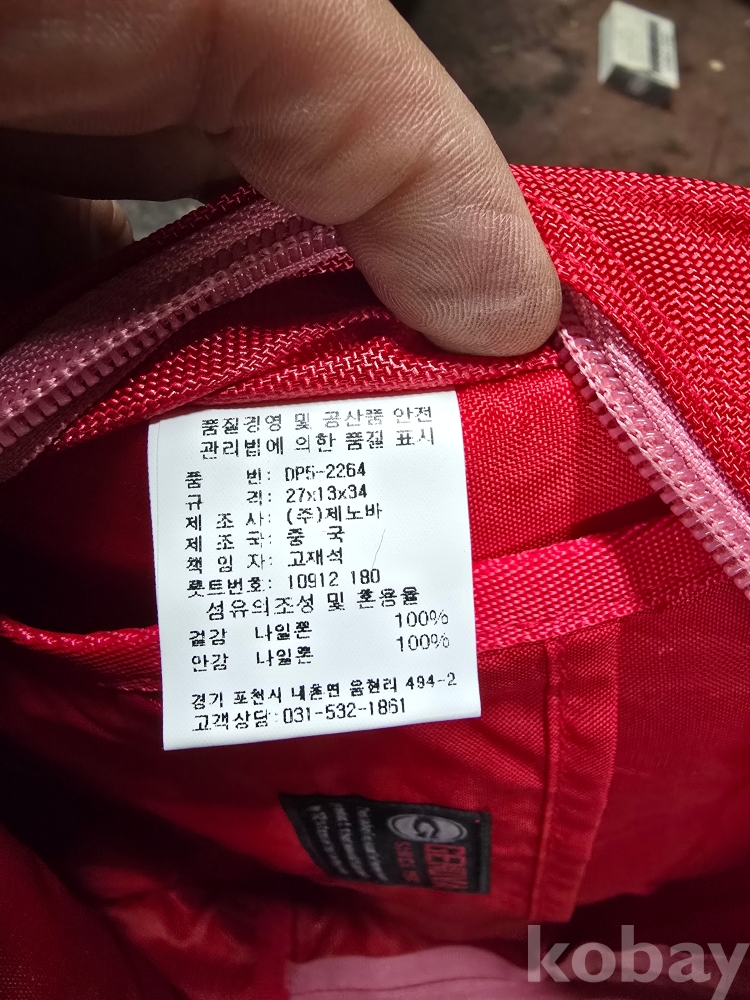 품질경영 및 공산품 안전
관리법에 의한 품질 표시
품 번: DP5-2264
규 격: 27x13x34
제 조 사: (주)제노바
제 조 국: 중 국
책 임 자: 고재석
롯트번호: 10912 180
섬유의조성 및 혼용율
겉감 나일론 100%
안감 나일론 100%
경기 포천시 내촌면 음현리 494-2
고객상담:031-532-1861
kobay